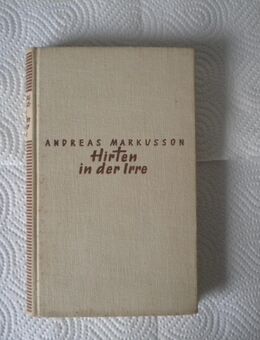 ANDREAS MARKUSSON
Hirten
in der Irre